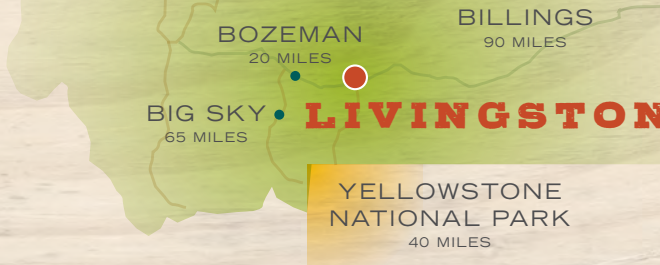 BILLINGS
90 MILES
BOZEMAN
20 MILES
BIG SKY
65 MILES
LIVINGSTON
YELLOWSTONE
NATIONAL PARK
40 MILES